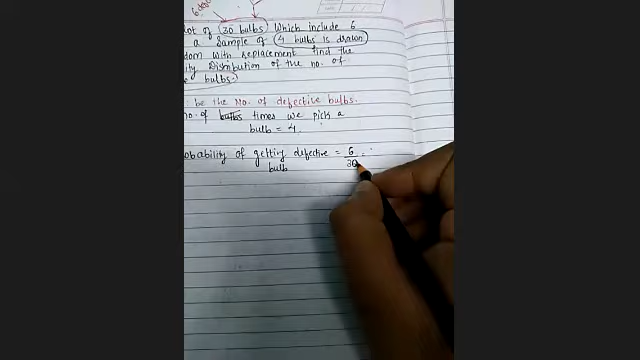 lot of 30 bulbs Which include 6
a Sample of 4 bulbs is drawn
dom with replacement find the
ity Distribution of the no. of
e bulbs.
be the No. of defective bulbs.
no. of bulbs times we pick a
bulb = 4
obability of getting defective = 6/30 =
bulb